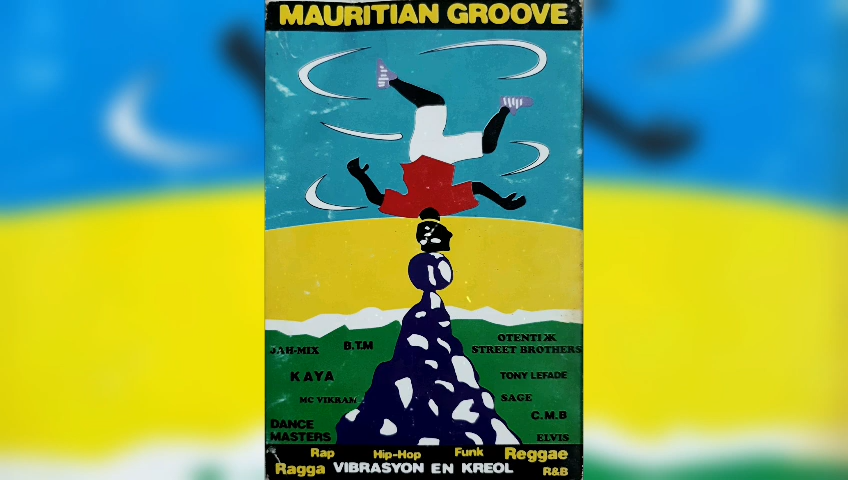 MAURITIAN GROOVE
JAH-MIX
B.T.M
OTENTIK
STREET BROTHERS
KAYA
TONY LEFADE
MC VIKRAM
SAGE
C.M.B
DANCE
MASTERS
ELVIS
Rap
Hip-Hop
Funk
Reggae
Ragga
VIBRASYON EN KREOL
R&B